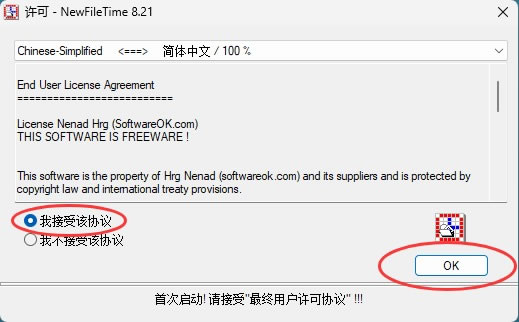 许可 - NewFileTime 8.21
Chinese-Simplified <===> 简体中文 / 100 %
End User License Agreement
===========================
License Nenad Hrg (SoftwareOK.com)
THIS SOFTWARE IS FREEWARE !
This software is the property of Hrg Nenad (softwareok.com) and its suppliers and is protected by
copyright law and international treaty provisions.
我接受该协议
我不接受该协议
OK
首次启动! 请接受"最终用户许可协议" !!!